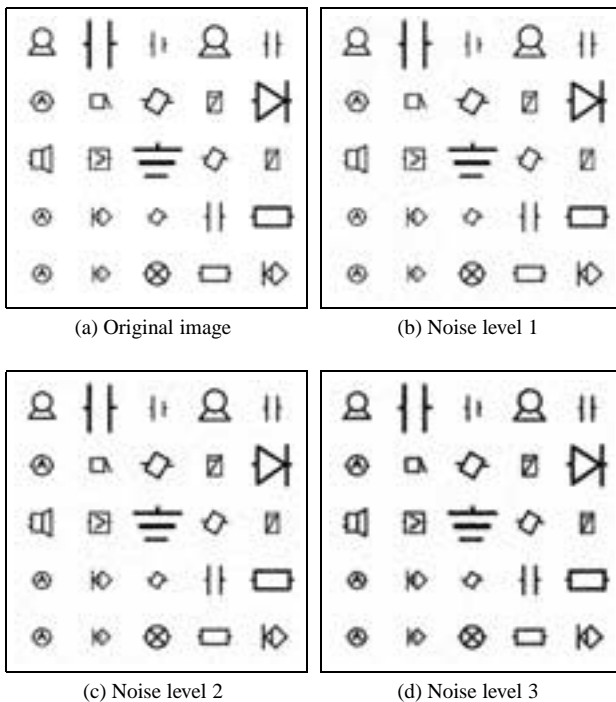 (a) Original image
(b) Noise level 1
(c) Noise level 2
(d) Noise level 3